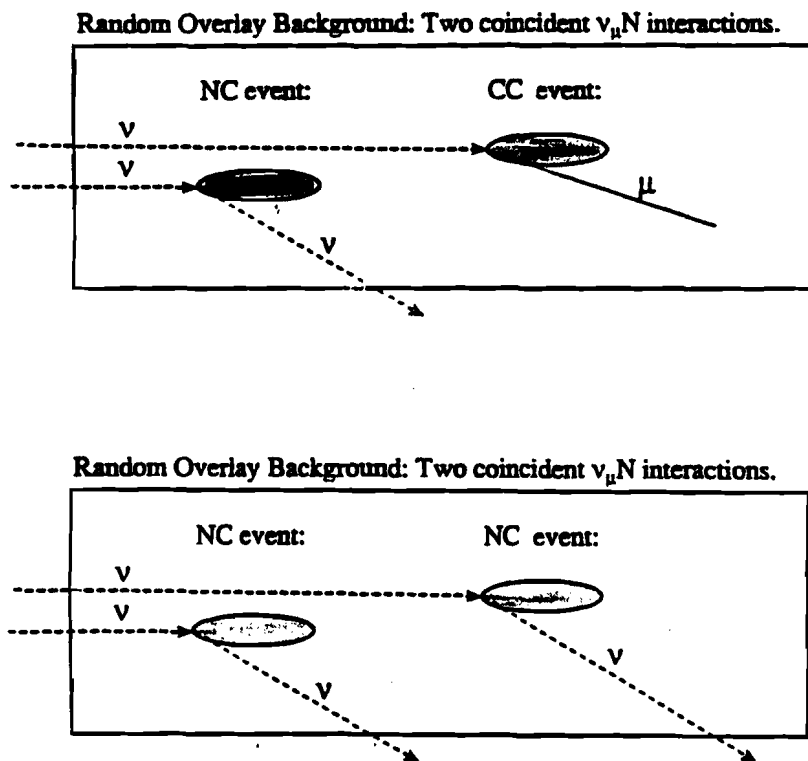 Random Overlay Background: Two coincident νμN interactions.
NC event: CC event:
ν
ν
μ
ν
Random Overlay Background: Two coincident νμN interactions.
NC event: NC event:
ν
ν
ν
ν